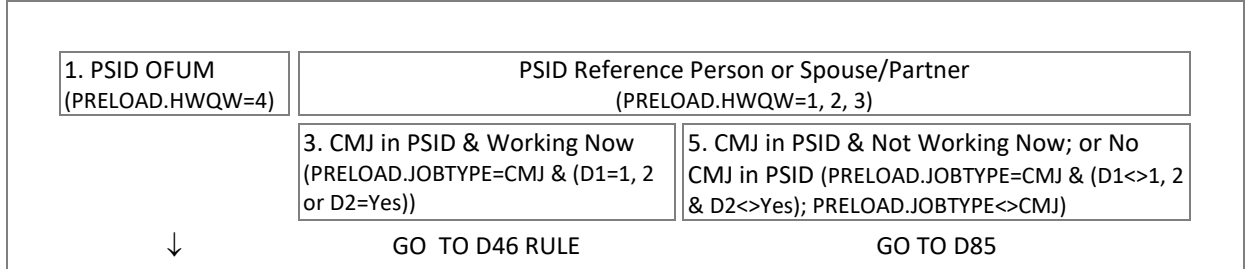 1. PSID OFUM
(PRELOAD.HWQW=4)
PSID Reference Person or Spouse/Partner
(PRELOAD.HWQW=1, 2, 3)
3. CMJ in PSID & Working Now
(PRELOAD.JOBTYPE=CMJ & (D1=1, 2
or D2=Yes))
5. CMJ in PSID & Not Working Now; or No
CMJ in PSID (PRELOAD.JOBTYPE=CMJ & (D1<>1, 2
& D2<>Yes); PRELOAD.JOBTYPE<>CMJ)
↓ GO TO D46 RULE GO TO D85